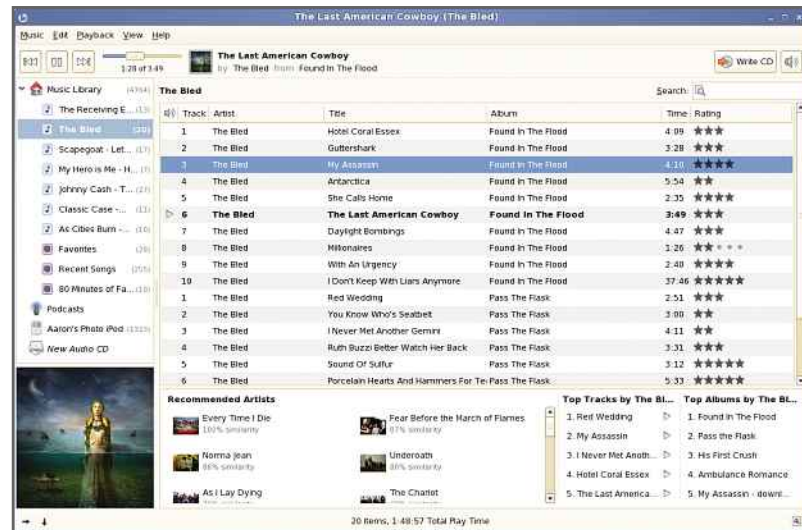 The Last American Cowboy (The Bled)
Music Edit Playback View Help
The Last American Cowboy
by The Bled from Found In The Flood
1:28 of 3:49
Write CD
Music Library (4764)
The Receiving E...
The Bled (20)
Scapegoat - Let...
My Hero is Me - H...
Johnny Cash - T...
Classic Case -...
As Cities Burn -...
Favorites
Recent Songs
80 Minutes of Fa...
Podcasts
Aaron's Photo iPod
New Audio CD
The Bled
Search:
Track Artist Title Album Time Rating
1 The Bled Hotel Coral Essex Found In The Flood 4:09
2 The Bled Guttershark Found In The Flood 3:28
3 The Bled My Assassin Found In The Flood 4:10
4 The Bled Antarctica Found In The Flood 5:54
5 The Bled She Calls Home Found In The Flood 2:35
6 The Bled The Last American Cowboy Found In The Flood 3:49
7 The Bled Daylight Bombings Found In The Flood 4:47
8 The Bled Millionaires Found In The Flood 1:26
9 The Bled With An Urgency Found In The Flood 2:40
10 The Bled I Don't Keep With Liars Anymore Found In The Flood 37:46
1 The Bled Red Wedding Pass The Flask 2:51
2 The Bled You Know Who's Seatbelt Pass The Flask 3:00
3 The Bled I Never Met Another Gemini Pass The Flask 4:11
4 The Bled Ruth Buzzi Better Watch Her Back Pass The Flask 3:31
5 The Bled Sound Of Sulfur Pass The Flask 3:12
6 The Bled Porcelain Hearts And Hammers For Te Pass The Flask 5:33
Recommended Artists
Every Time I Die
100% similarity
Norma Jean
96% similarity
As I Lay Dying
Fear Before the March of Flames
87% similarity
Underoath
80% similarity
The Chariot
Top Tracks by The Bl...
1. Red Wedding
2. My Assassin
3. I Never Met Anoth...
4. Hotel Coral Essex
5. The Last America...
Top Albums by The Bl...
1. Found In The Flood
2. Pass the Flask
3. His First Crush
4. Ambulance Romance
5. My Assassin - downl...
20 Items, 1:48:57 Total Play Time